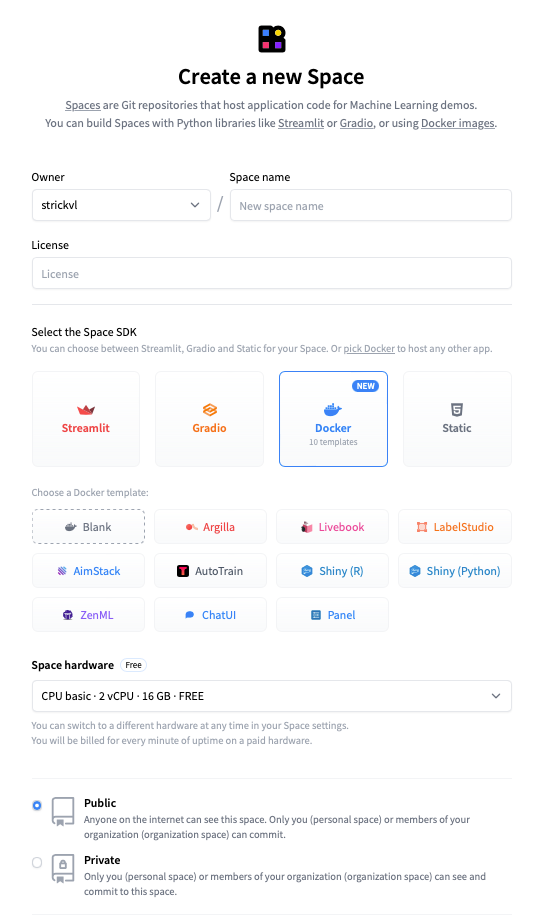 Create a new Space
Spaces are Git repositories that host application code for Machine Learning demos.
You can build Spaces with Python libraries like Streamlit or Gradio, or using Docker images.
Owner
Space name
strickvl
/
New space name
License
License
Select the Space SDK
You can choose between Streamlit, Gradio and Static for your Space. Or pick Docker to host any other app.
NEW
Streamlit
Gradio
Docker
Static
10 templates
Choose a Docker template:
Blank
Argilla
Livebook
LabelStudio
AimStack
AutoTrain
Shiny (R)
Shiny (Python)
ZenML
ChatUI
Panel
Space hardware Free
CPU basic · 2 vCPU · 16 GB · FREE
You can switch to a different hardware at any time in your Space settings.
You will be billed for every minute of uptime on a paid hardware.
Public
Anyone on the internet can see this space. Only you (personal space) or members of your
organization (organization space) can commit.
Private
Only you (personal space) or members of your organization (organization space) can see and
commit to this space.